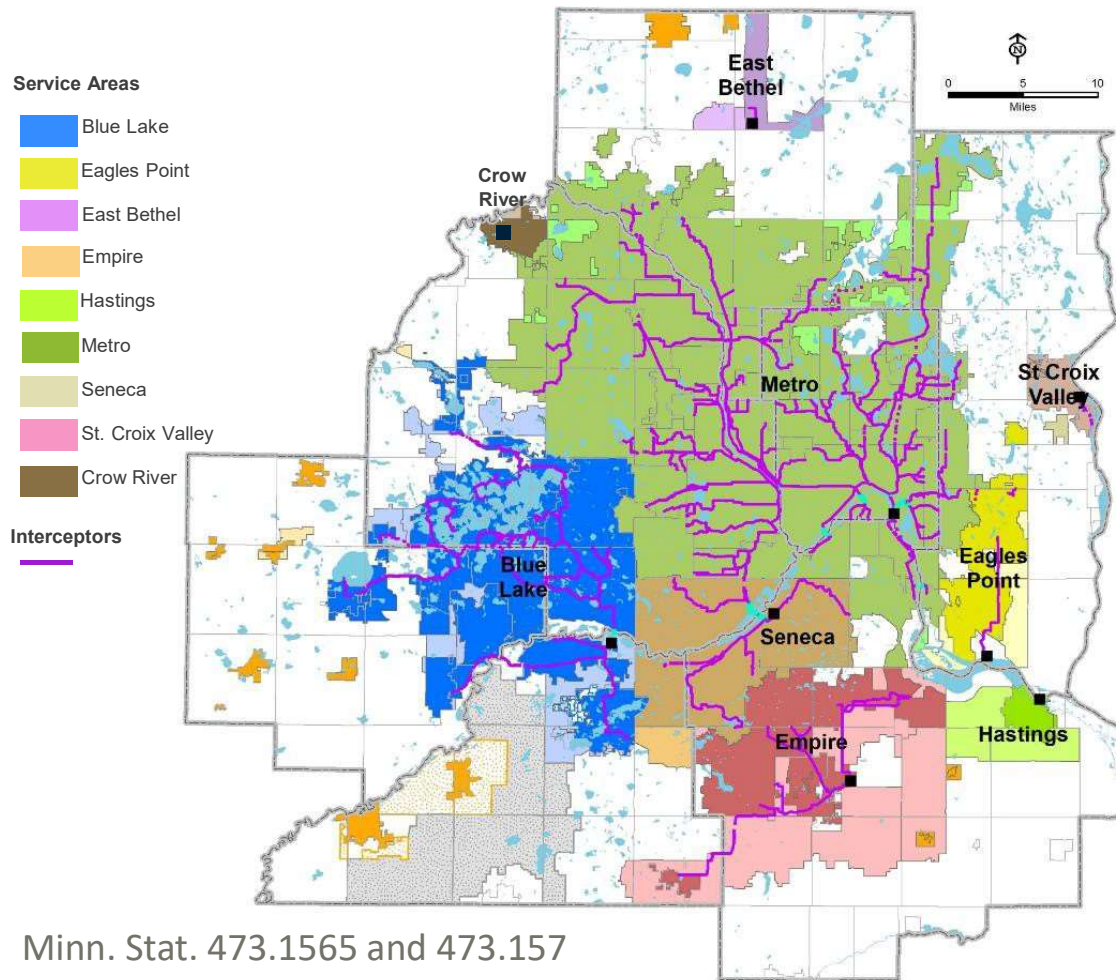 Service Areas
Blue Lake
Eagles Point
East Bethel
Empire
Hastings
Metro
Seneca
St. Croix Valley
Crow River
Interceptors
East
Bethel
N
0 5 10
Miles
Crow
River
Metro
St Croix
Valley
Blue
Lake
Eagles
Point
Seneca
Empire
Hastings
Minn. Stat. 473.1565 and 473.157